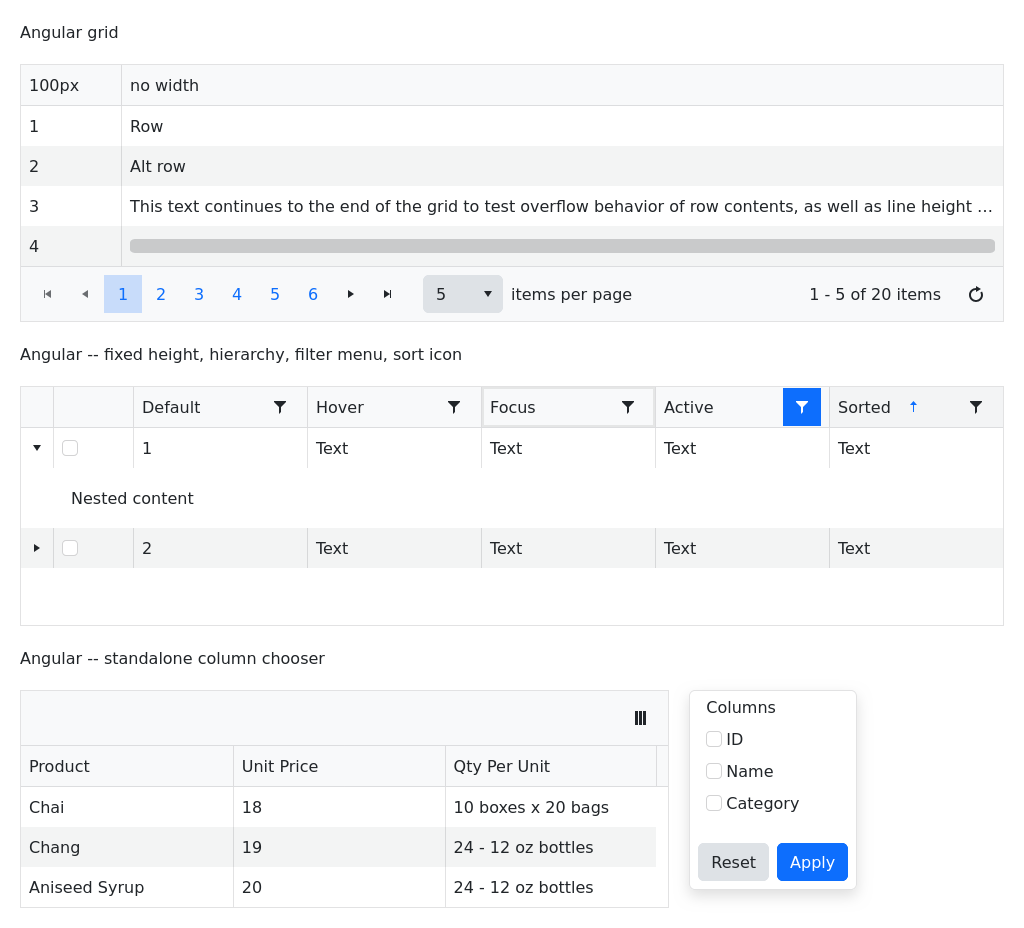 Angular grid
100px no width
1 Row
2 Alt row
3 This text continues to the end of the grid to test overflow behavior of row contents, as well as line height ...
4
1 2 3 4 5 6 5 items per page 1 - 5 of 20 items
Angular -- fixed height, hierarchy, filter menu, sort icon
Default Hover Focus Active Sorted
1 Text Text Text Text
Nested content
2 Text Text Text Text
Angular -- standalone column chooser
Product Unit Price Qty Per Unit
Chai 18 10 boxes x 20 bags
Chang 19 24 - 12 oz bottles
Aniseed Syrup 20 24 - 12 oz bottles
Columns
ID
Name
Category
Reset Apply